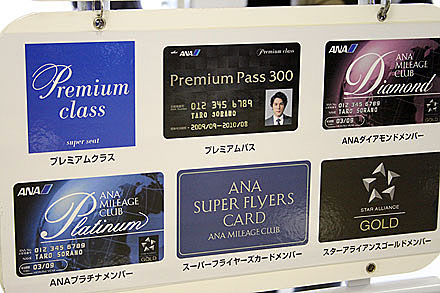 Premium
class
super seat
プレミアムクラス
ANA
Premium class
Premium Pass 300
012 345 6789
TARO SORANO
2009/09-2010/08
プレミアムパス
ANA
ANA
MILEAGE
CLUB
Diamond
012 345 6789
TARO SORANO
03/09
ANAダイアモンドメンバー
ANA
ANA
MILEAGE
CLUB
Platinum
012 345 6789
TARO SORANO
03/09
ANAプラチナメンバー
ANA
SUPER FLYERS
CARD
ANA MILEAGE CLUB
スーパーフライヤーズカードメンバー
STAR ALLIANCE
GOLD
スターアライアンスゴールドメンバー